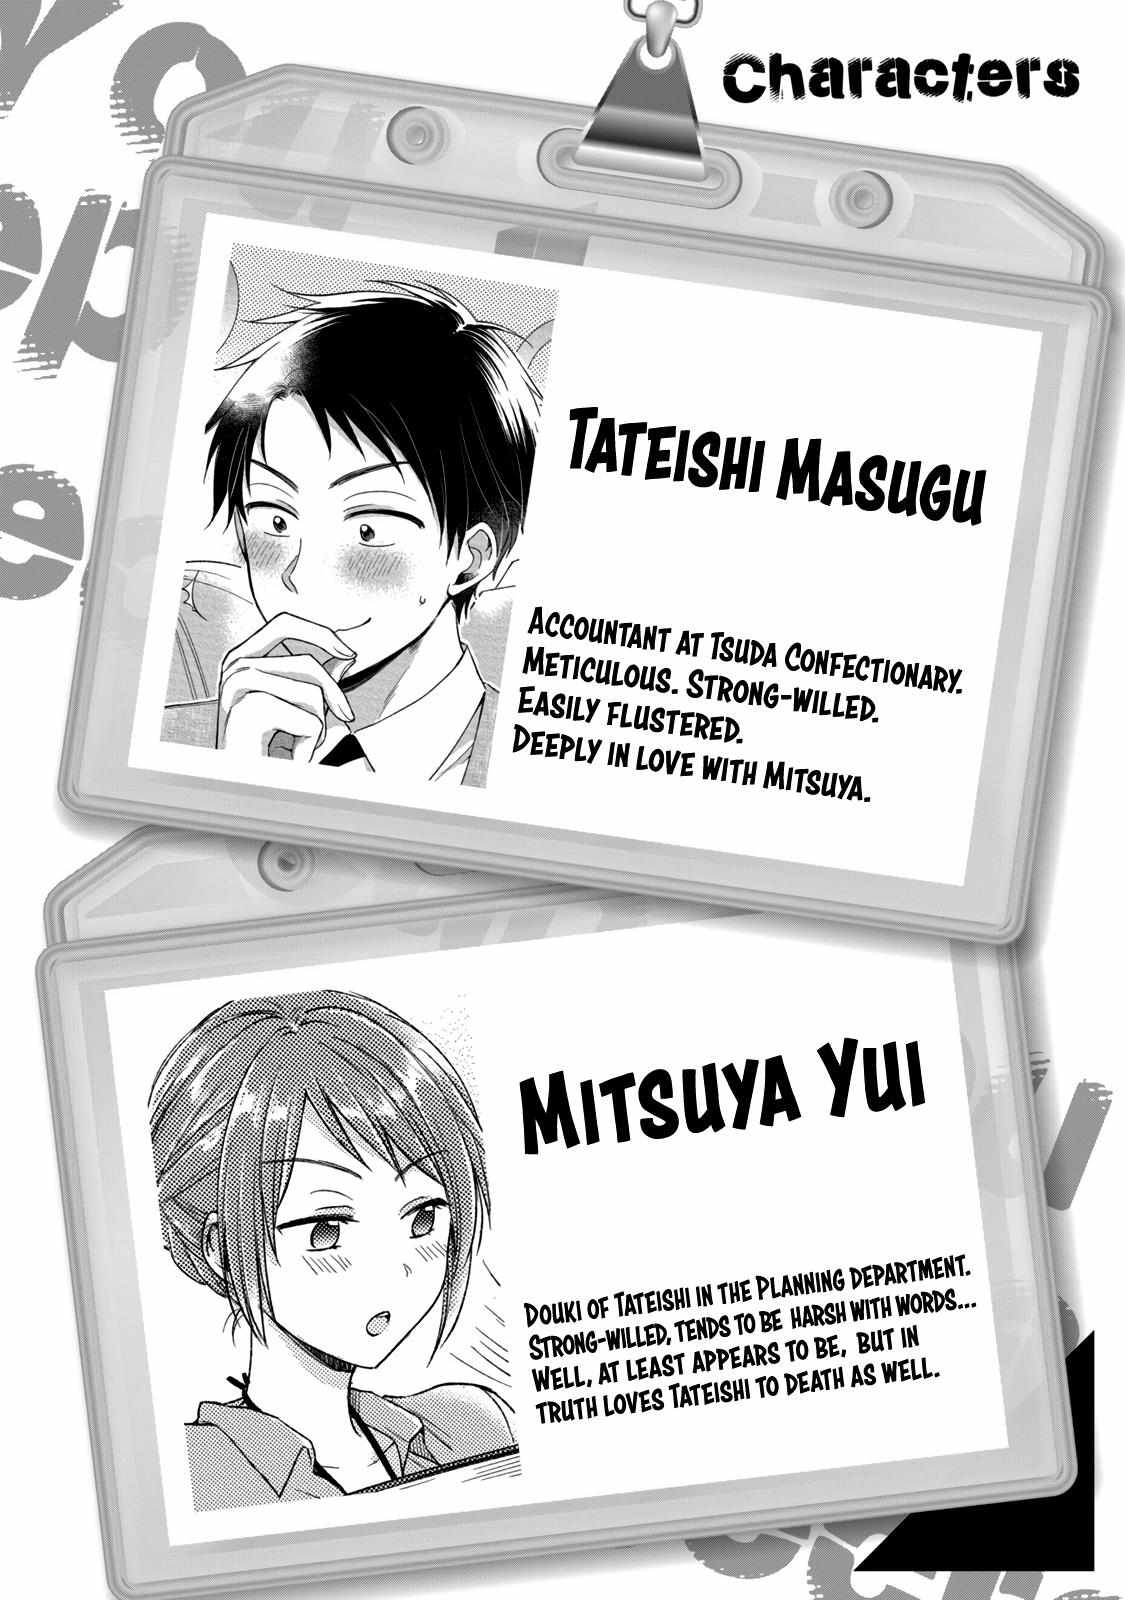 Characters
TATEISHI MASUGU
ACCOUNTANT AT TSUDA CONFECTIONARY.
METICULOUS. STRONG-WILLED.
EASILY FLUSTERED.
DEEPLY IN LOVE WITH MITSUYA.
MITSUYA YUI
DOUKI OF TATEISHI IN THE PLANNING DEPARTMENT.
STRONG-WILLED, TENDS TO BE HARSH WITH WORDS...
WELL, AT LEAST APPEARS TO BE, BUT IN
TRUTH LOVES TATEISHI TO DEATH AS WELL.